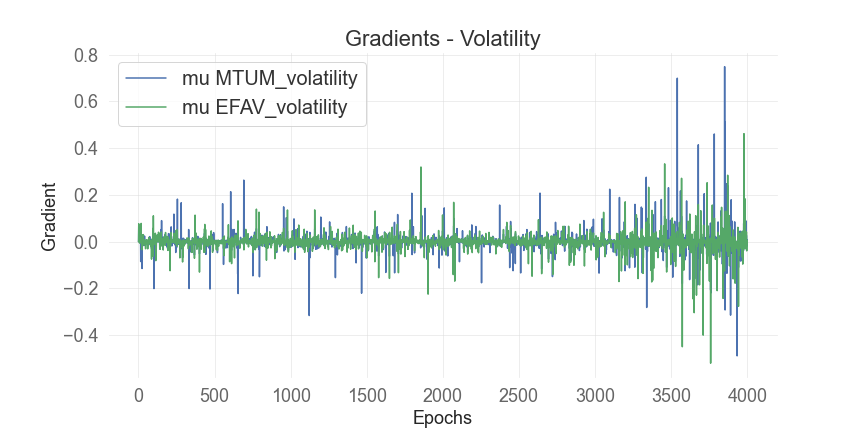 Gradients - Volatility
mu MTUM_volatility
mu EFAV_volatility
Gradient
0.8
0.6
0.4
0.2
0.0
−0.2
−0.4
0 500 1000 1500 2000 2500 3000 3500 4000
Epochs